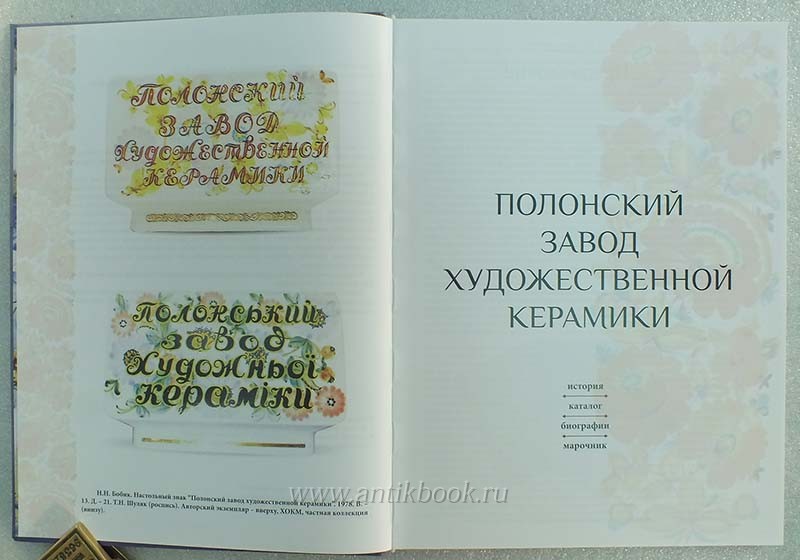 ПОЛОНСКИЙ
ЗАВОД
ХУДОЖЕСТВЕННОЙ
КЕРАМИКИ
ПОЛОНСЬКИЙ
завод
Художньої
кераміки
Н.Н. Бобик. Настольный знак "Полонский завод художественной керамики". 1978. В. –
13. Д. – 21. Т.Н. Шуляк (роспись). Авторский экземпляр – вверху, ХОКМ, частная коллекция
(внизу).
ПОЛОНСКИЙ
ЗАВОД
ХУДОЖЕСТВЕННОЙ
КЕРАМИКИ
история
каталог
биографии
марочник
www.antikbook.ru